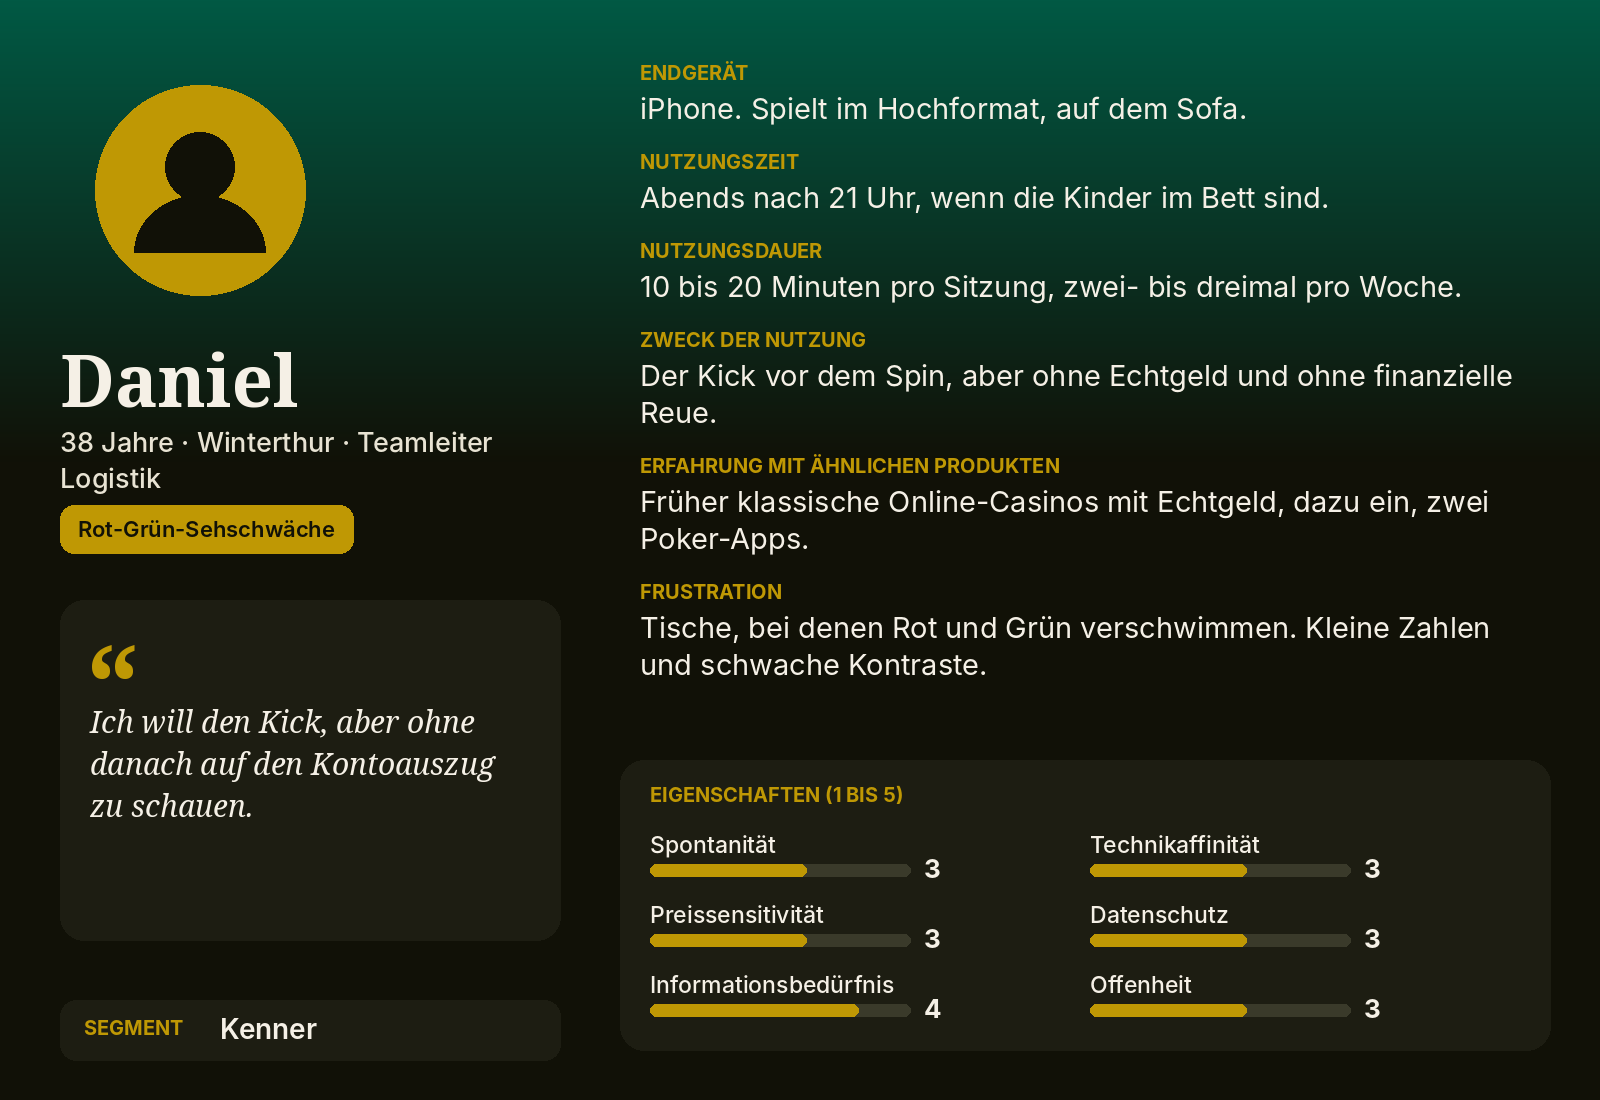 Daniel
38 Jahre · Winterthur · Teamleiter
Logistik
Rot-Grün-Sehschwäche
“
Ich will den Kick, aber ohne
danach auf den Kontoauszug
zu schauen.
SEGMENT Kenner
ENDGERÄT
iPhone. Spielt im Hochformat, auf dem Sofa.
NUTZUNGSZEIT
Abends nach 21 Uhr, wenn die Kinder im Bett sind.
NUTZUNGSDAUER
10 bis 20 Minuten pro Sitzung, zwei- bis dreimal pro Woche.
ZWECK DER NUTZUNG
Der Kick vor dem Spin, aber ohne Echtgeld und ohne finanzielle
Reue.
ERFAHRUNG MIT ÄHNLICHEN PRODUKTEN
Früher klassische Online-Casinos mit Echtgeld, dazu ein, zwei
Poker-Apps.
FRUSTRATION
Tische, bei denen Rot und Grün verschwimmen. Kleine Zahlen
und schwache Kontraste.
EIGENSCHAFTEN (1 BIS 5)
Spontanität 3
Technikaffinität 3
Preissensitivität 3
Datenschutz 3
Informationsbedürfnis 4
Offenheit 3